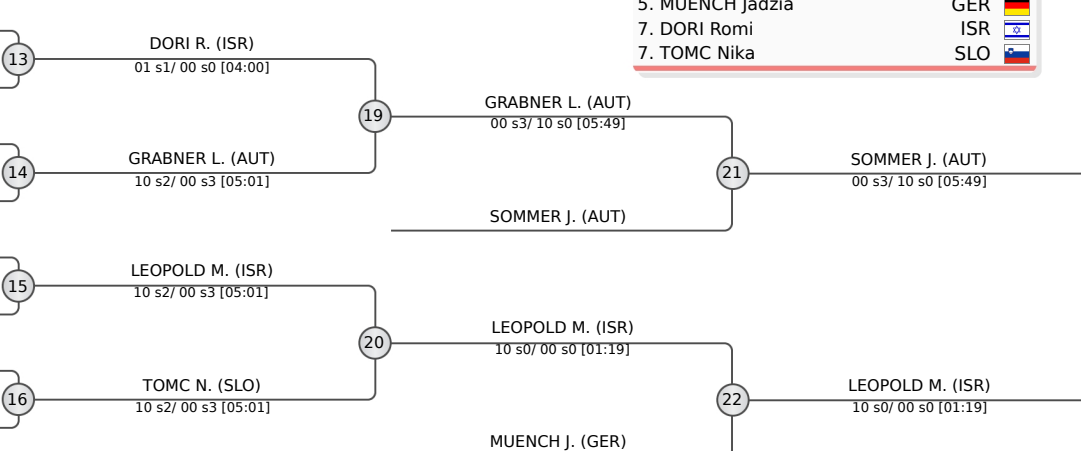 5. MUENCH Jadzia GER
7. DORI Romi ISR
7. TOMC Nika SLO
13
DORI R. (ISR)
01 s1/ 00 s0 [04:00]
19
GRABNER L. (AUT)
00 s3/ 10 s0 [05:49]
14
GRABNER L. (AUT)
10 s2/ 00 s3 [05:01]
21
SOMMER J. (AUT)
00 s3/ 10 s0 [05:49]
SOMMER J. (AUT)
15
LEOPOLD M. (ISR)
10 s2/ 00 s3 [05:01]
20
LEOPOLD M. (ISR)
10 s0/ 00 s0 [01:19]
16
TOMC N. (SLO)
10 s2/ 00 s3 [05:01]
22
LEOPOLD M. (ISR)
10 s0/ 00 s0 [01:19]
MUENCH J. (GER)